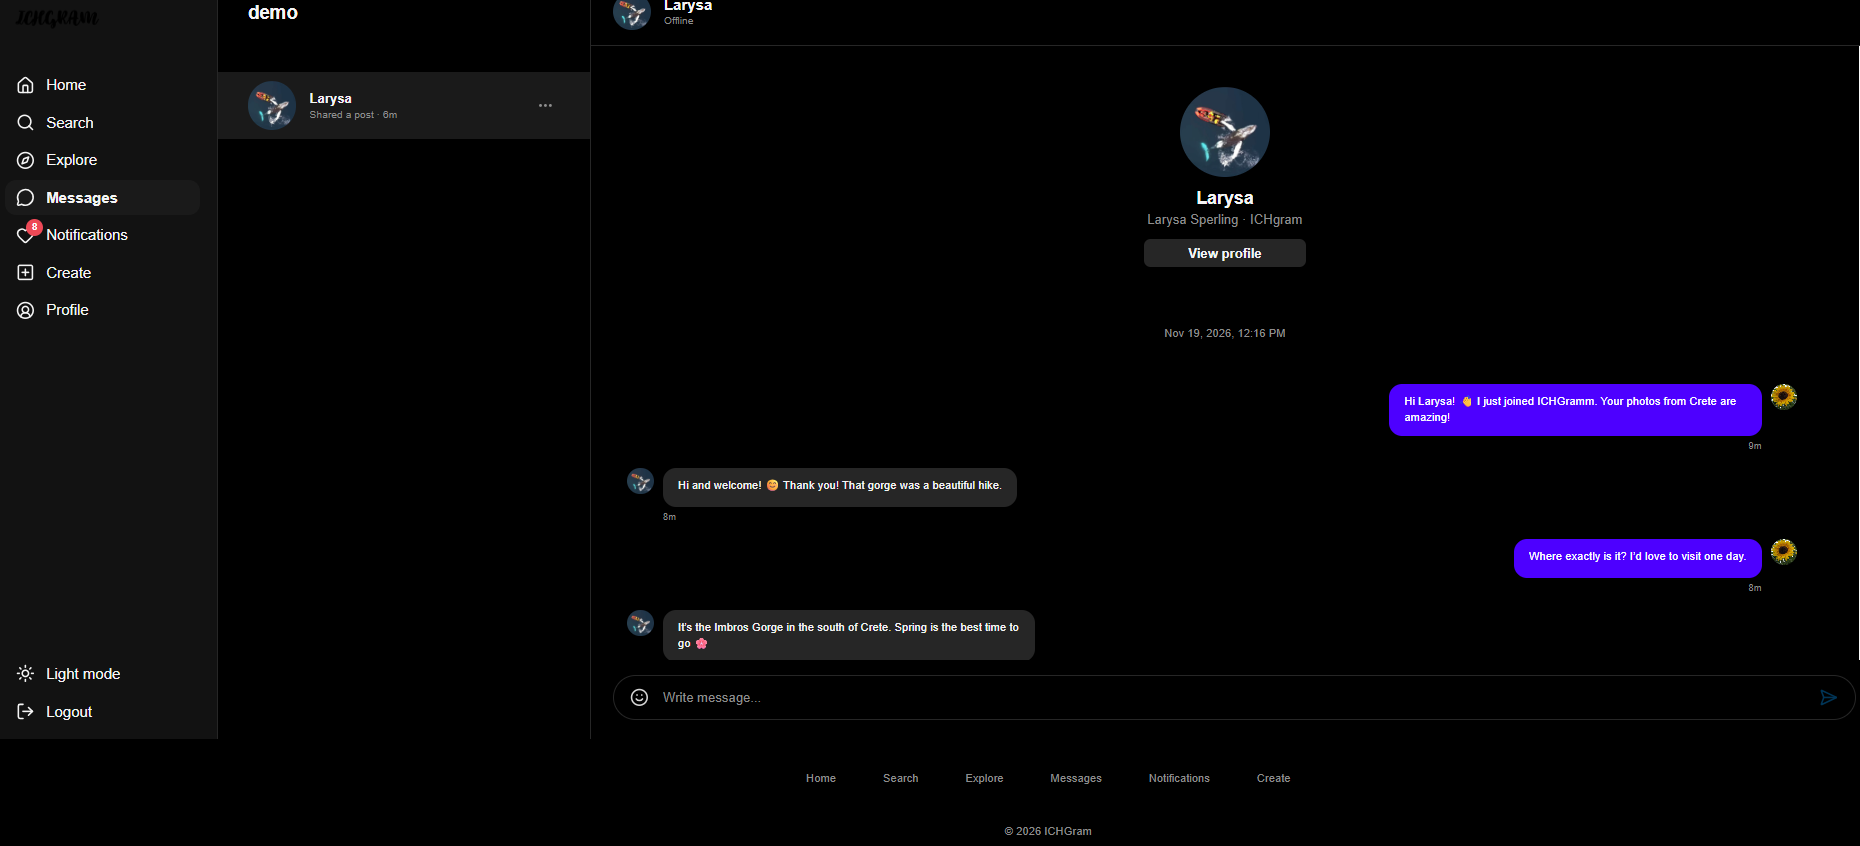 ICHGRAM
Home
Search
Explore
Messages
8
Notifications
Create
Profile
Light mode
Logout
demo
Larysa
Shared a post · 6m
Larysa
Offline
Larysa
Larysa Sperling · ICHgram
View profile
Nov 19, 2026, 12:16 PM
Hi Larysa! 👋 I just joined ICHGramm. Your photos from Crete are
amazing!
9m
Hi and welcome! 😊 Thank you! That gorge was a beautiful hike.
8m
Where exactly is it? I'd love to visit one day.
8m
It's the Imbros Gorge in the south of Crete. Spring is the best time to
go 🌸
Write message...
Home Search Explore Messages Notifications Create
© 2026 ICHGram